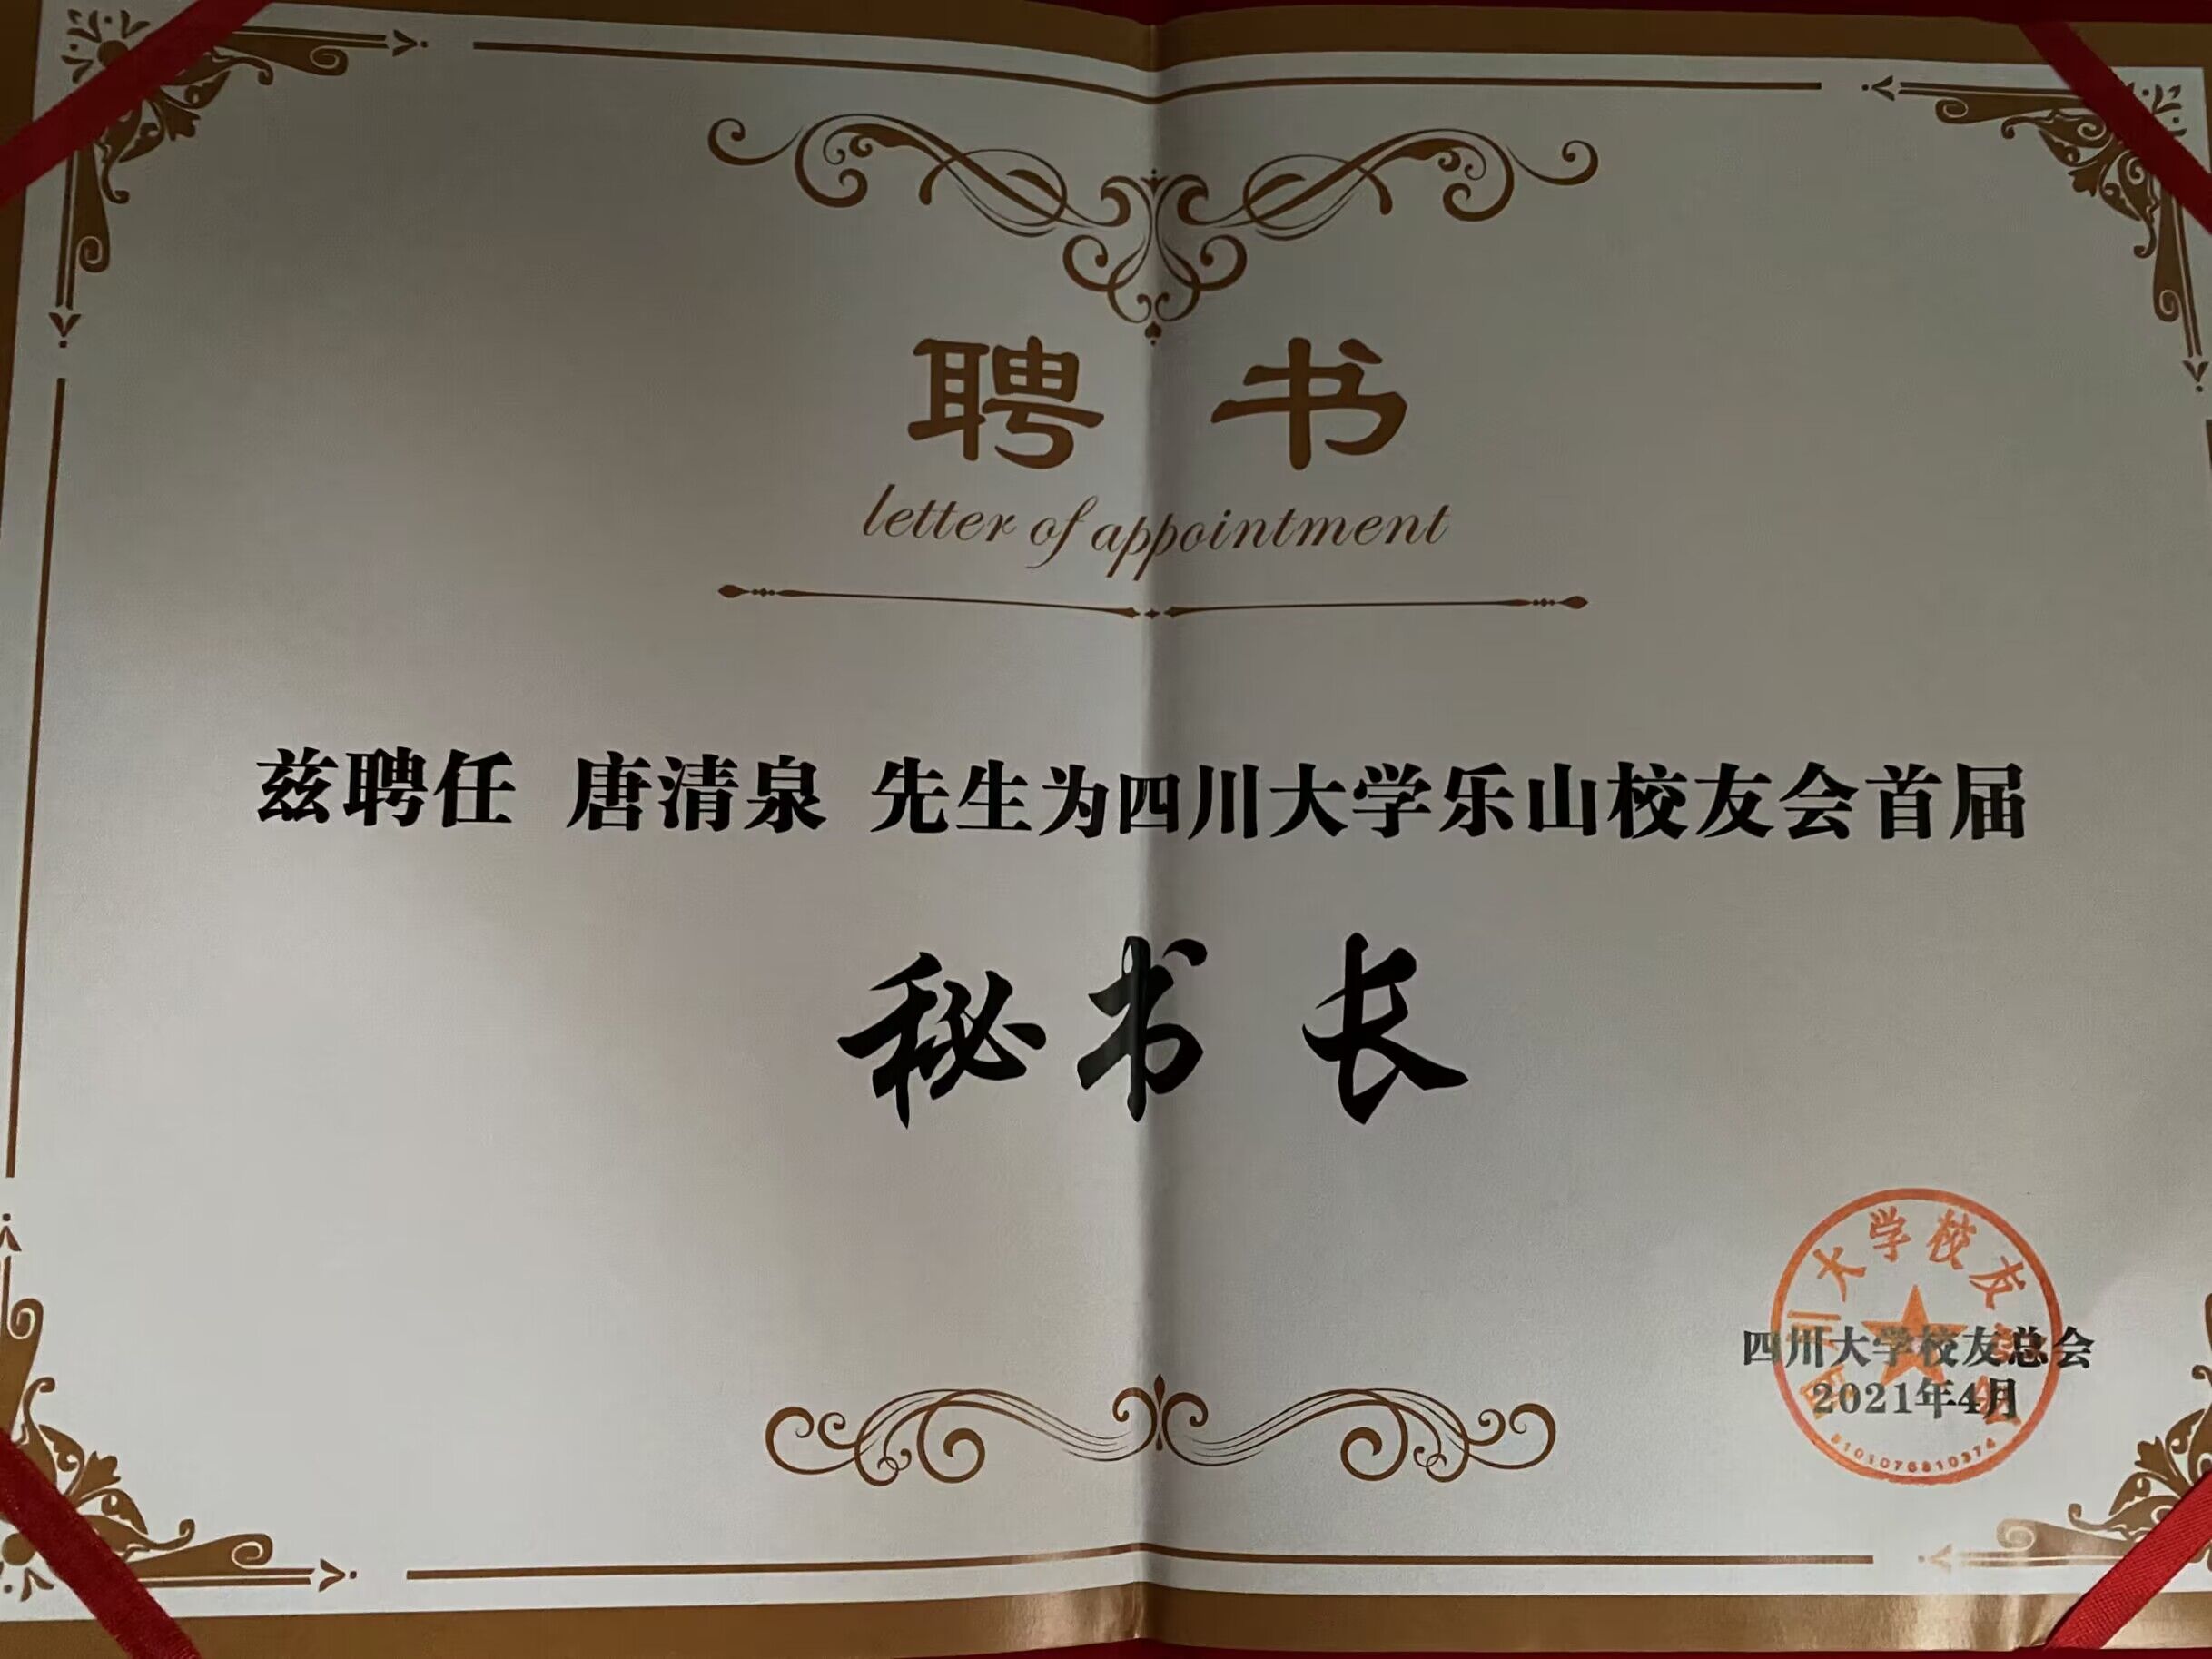 聘 书
letter of appointment
兹聘任 唐清泉 先生为四川大学乐山校友会首届
秘书长
四川大学校友总会
2021年4月